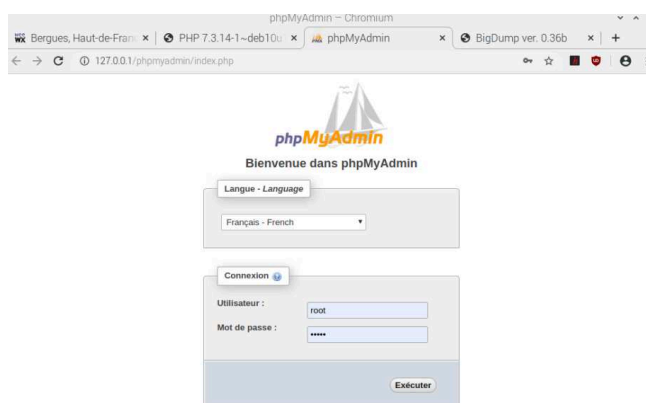 phpMyAdmin – Chromium
Bergues, Haut-de-Fran
PHP 7.3.14-1~deb10u
phpMyAdmin
BigDump ver. 0.36b
127.0.0.1/phpmyadmin/index.php
phpMyAdmin
Bienvenue dans phpMyAdmin
Langue - Language
Français - French
Connexion
Utilisateur :
root
Mot de passe :
•••••
Exécuter